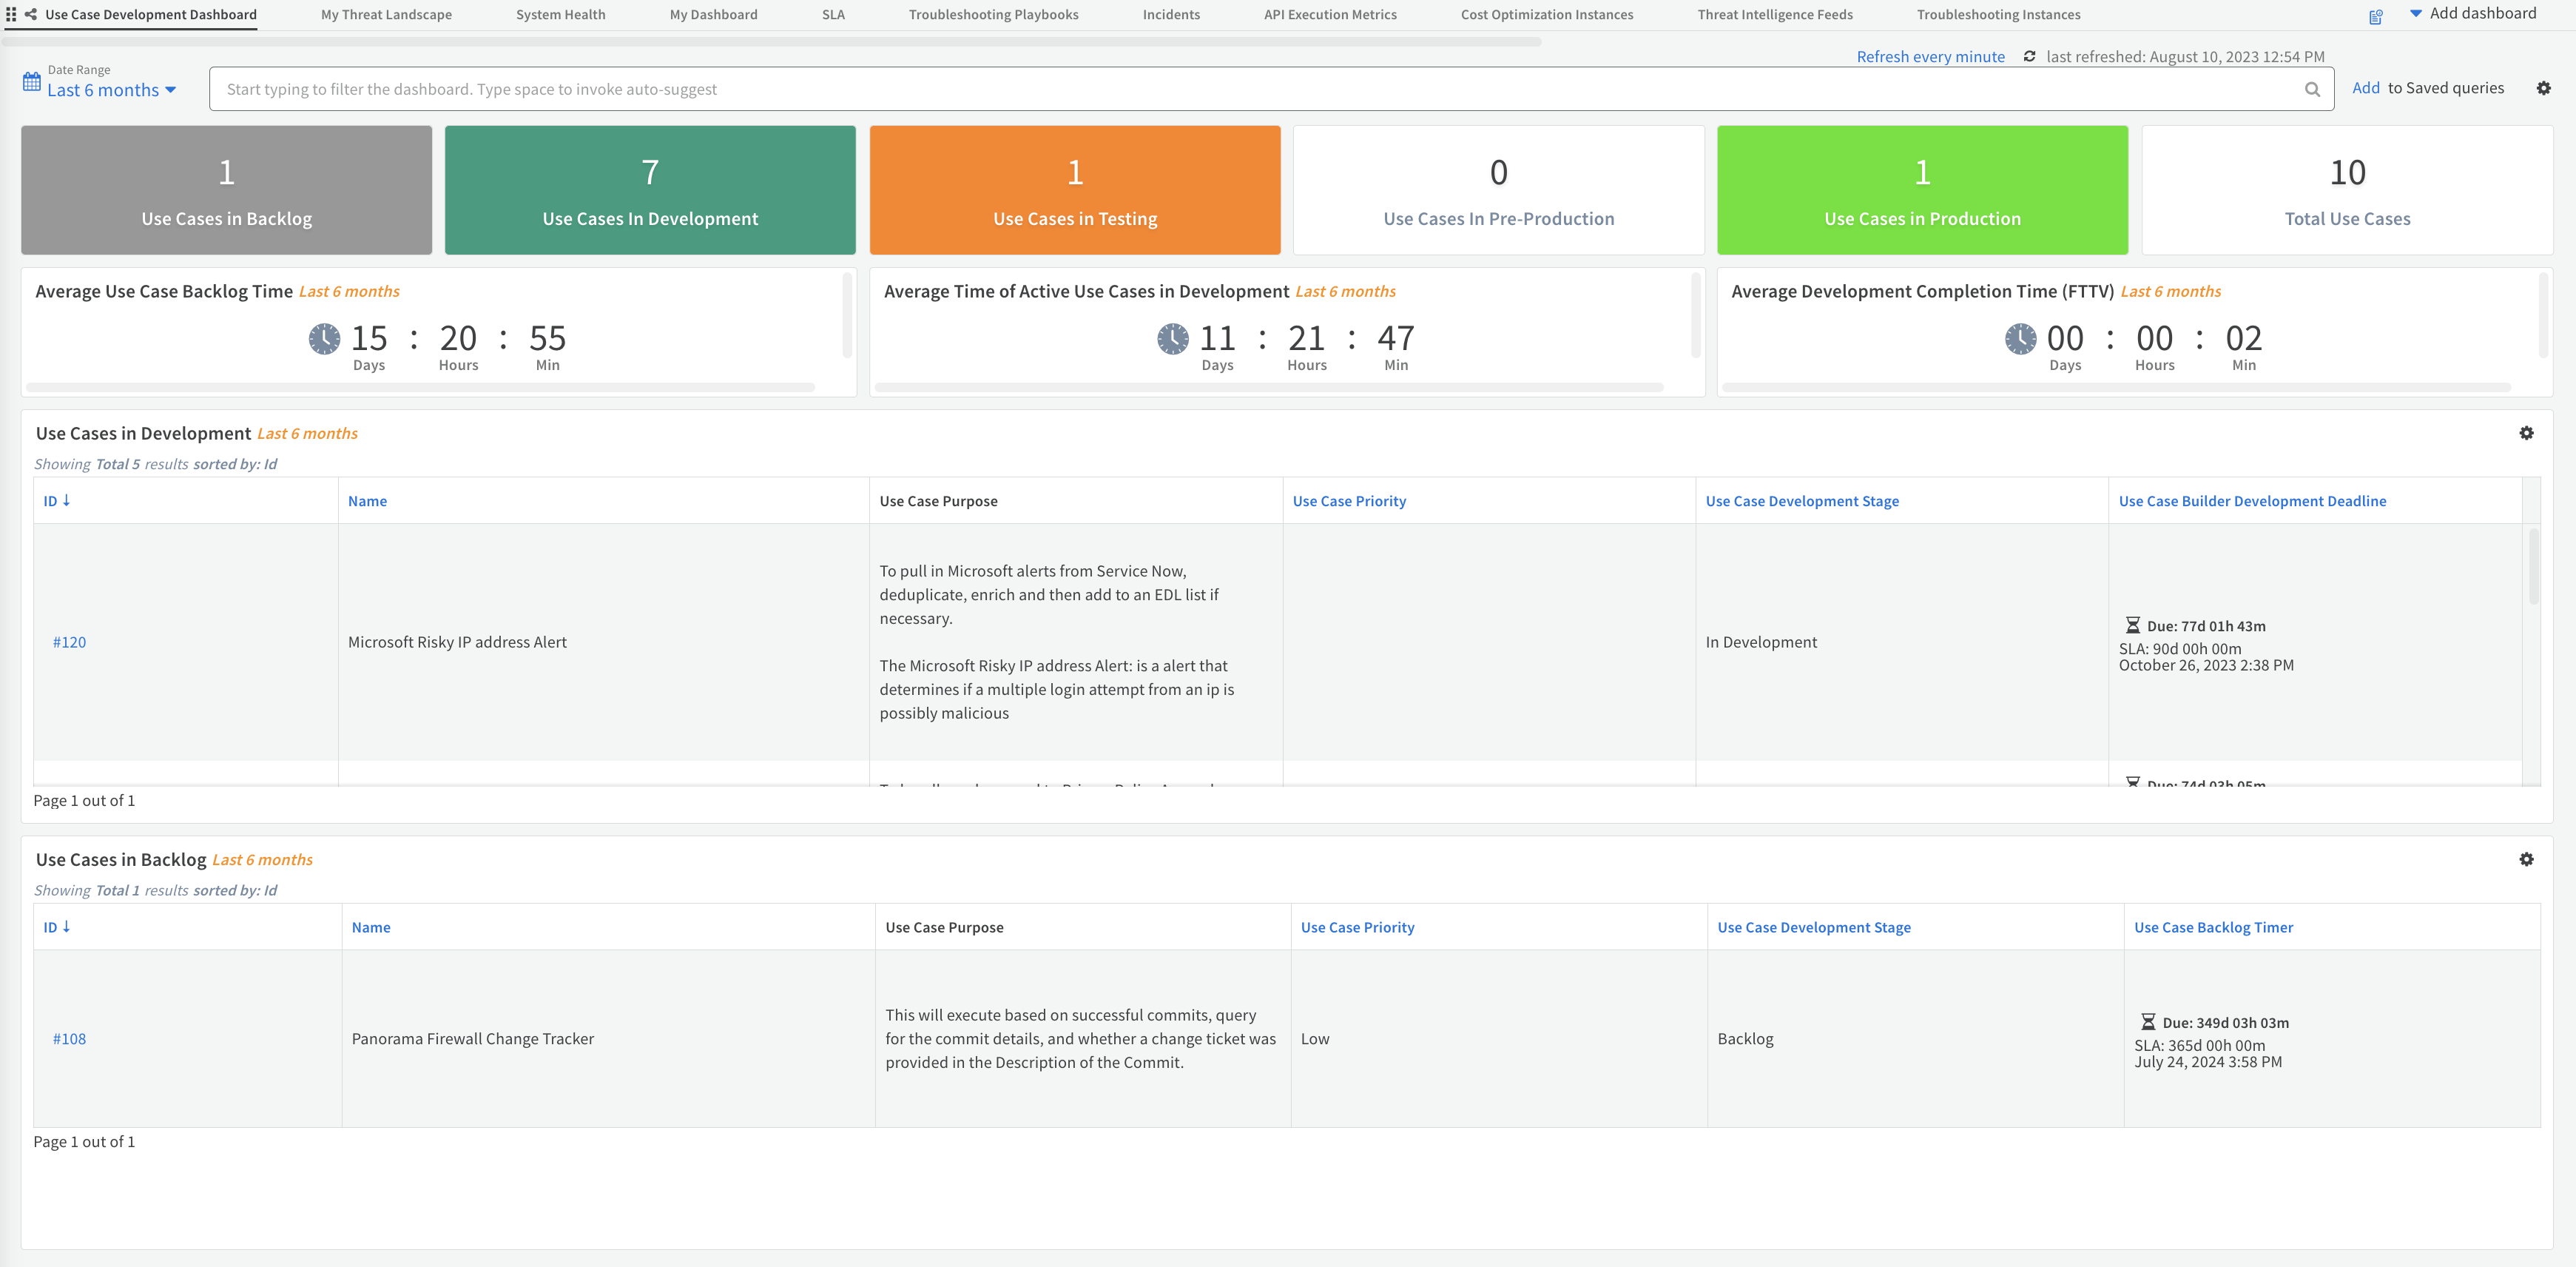 Use Case Development Dashboard My Threat Landscape System Health My Dashboard SLA Troubleshooting Playbooks Incidents API Execution Metrics Cost Optimization Instances Threat Intelligence Feeds Troubleshooting Instances Add dashboard
Refresh every minute last refreshed: August 10, 2023 12:54 PM
Date Range
Last 6 months
Start typing to filter the dashboard. Type space to invoke auto-suggest
Add to Saved queries
1
Use Cases in Backlog
7
Use Cases In Development
1
Use Cases in Testing
0
Use Cases In Pre-Production
1
Use Cases in Production
10
Total Use Cases
Average Use Case Backlog Time Last 6 months
15 : 20 : 55
Days Hours Min
Average Time of Active Use Cases in Development Last 6 months
11 : 21 : 47
Days Hours Min
Average Development Completion Time (FTTV) Last 6 months
00 : 00 : 02
Days Hours Min
Use Cases in Development Last 6 months
Showing Total 5 results sorted by: Id
ID Name Use Case Purpose Use Case Priority Use Case Development Stage Use Case Builder Development Deadline
#120
Microsoft Risky IP address Alert
To pull in Microsoft alerts from Service Now,
deduplicate, enrich and then add to an EDL list if
necessary.
The Microsoft Risky IP address Alert: is a alert that
determines if a multiple login attempt from an ip is
possibly malicious
In Development
Due: 77d 01h 43m
SLA: 90d 00h 00m
October 26, 2023 2:38 PM
Due: 74d 03h 05m
Page 1 out of 1
Use Cases in Backlog Last 6 months
Showing Total 1 results sorted by: Id
ID Name Use Case Purpose Use Case Priority Use Case Development Stage Use Case Backlog Timer
#108
Panorama Firewall Change Tracker
This will execute based on successful commits, query
for the commit details, and whether a change ticket was
provided in the Description of the Commit.
Low
Backlog
Due: 349d 03h 03m
SLA: 365d 00h 00m
July 24, 2024 3:58 PM
Page 1 out of 1